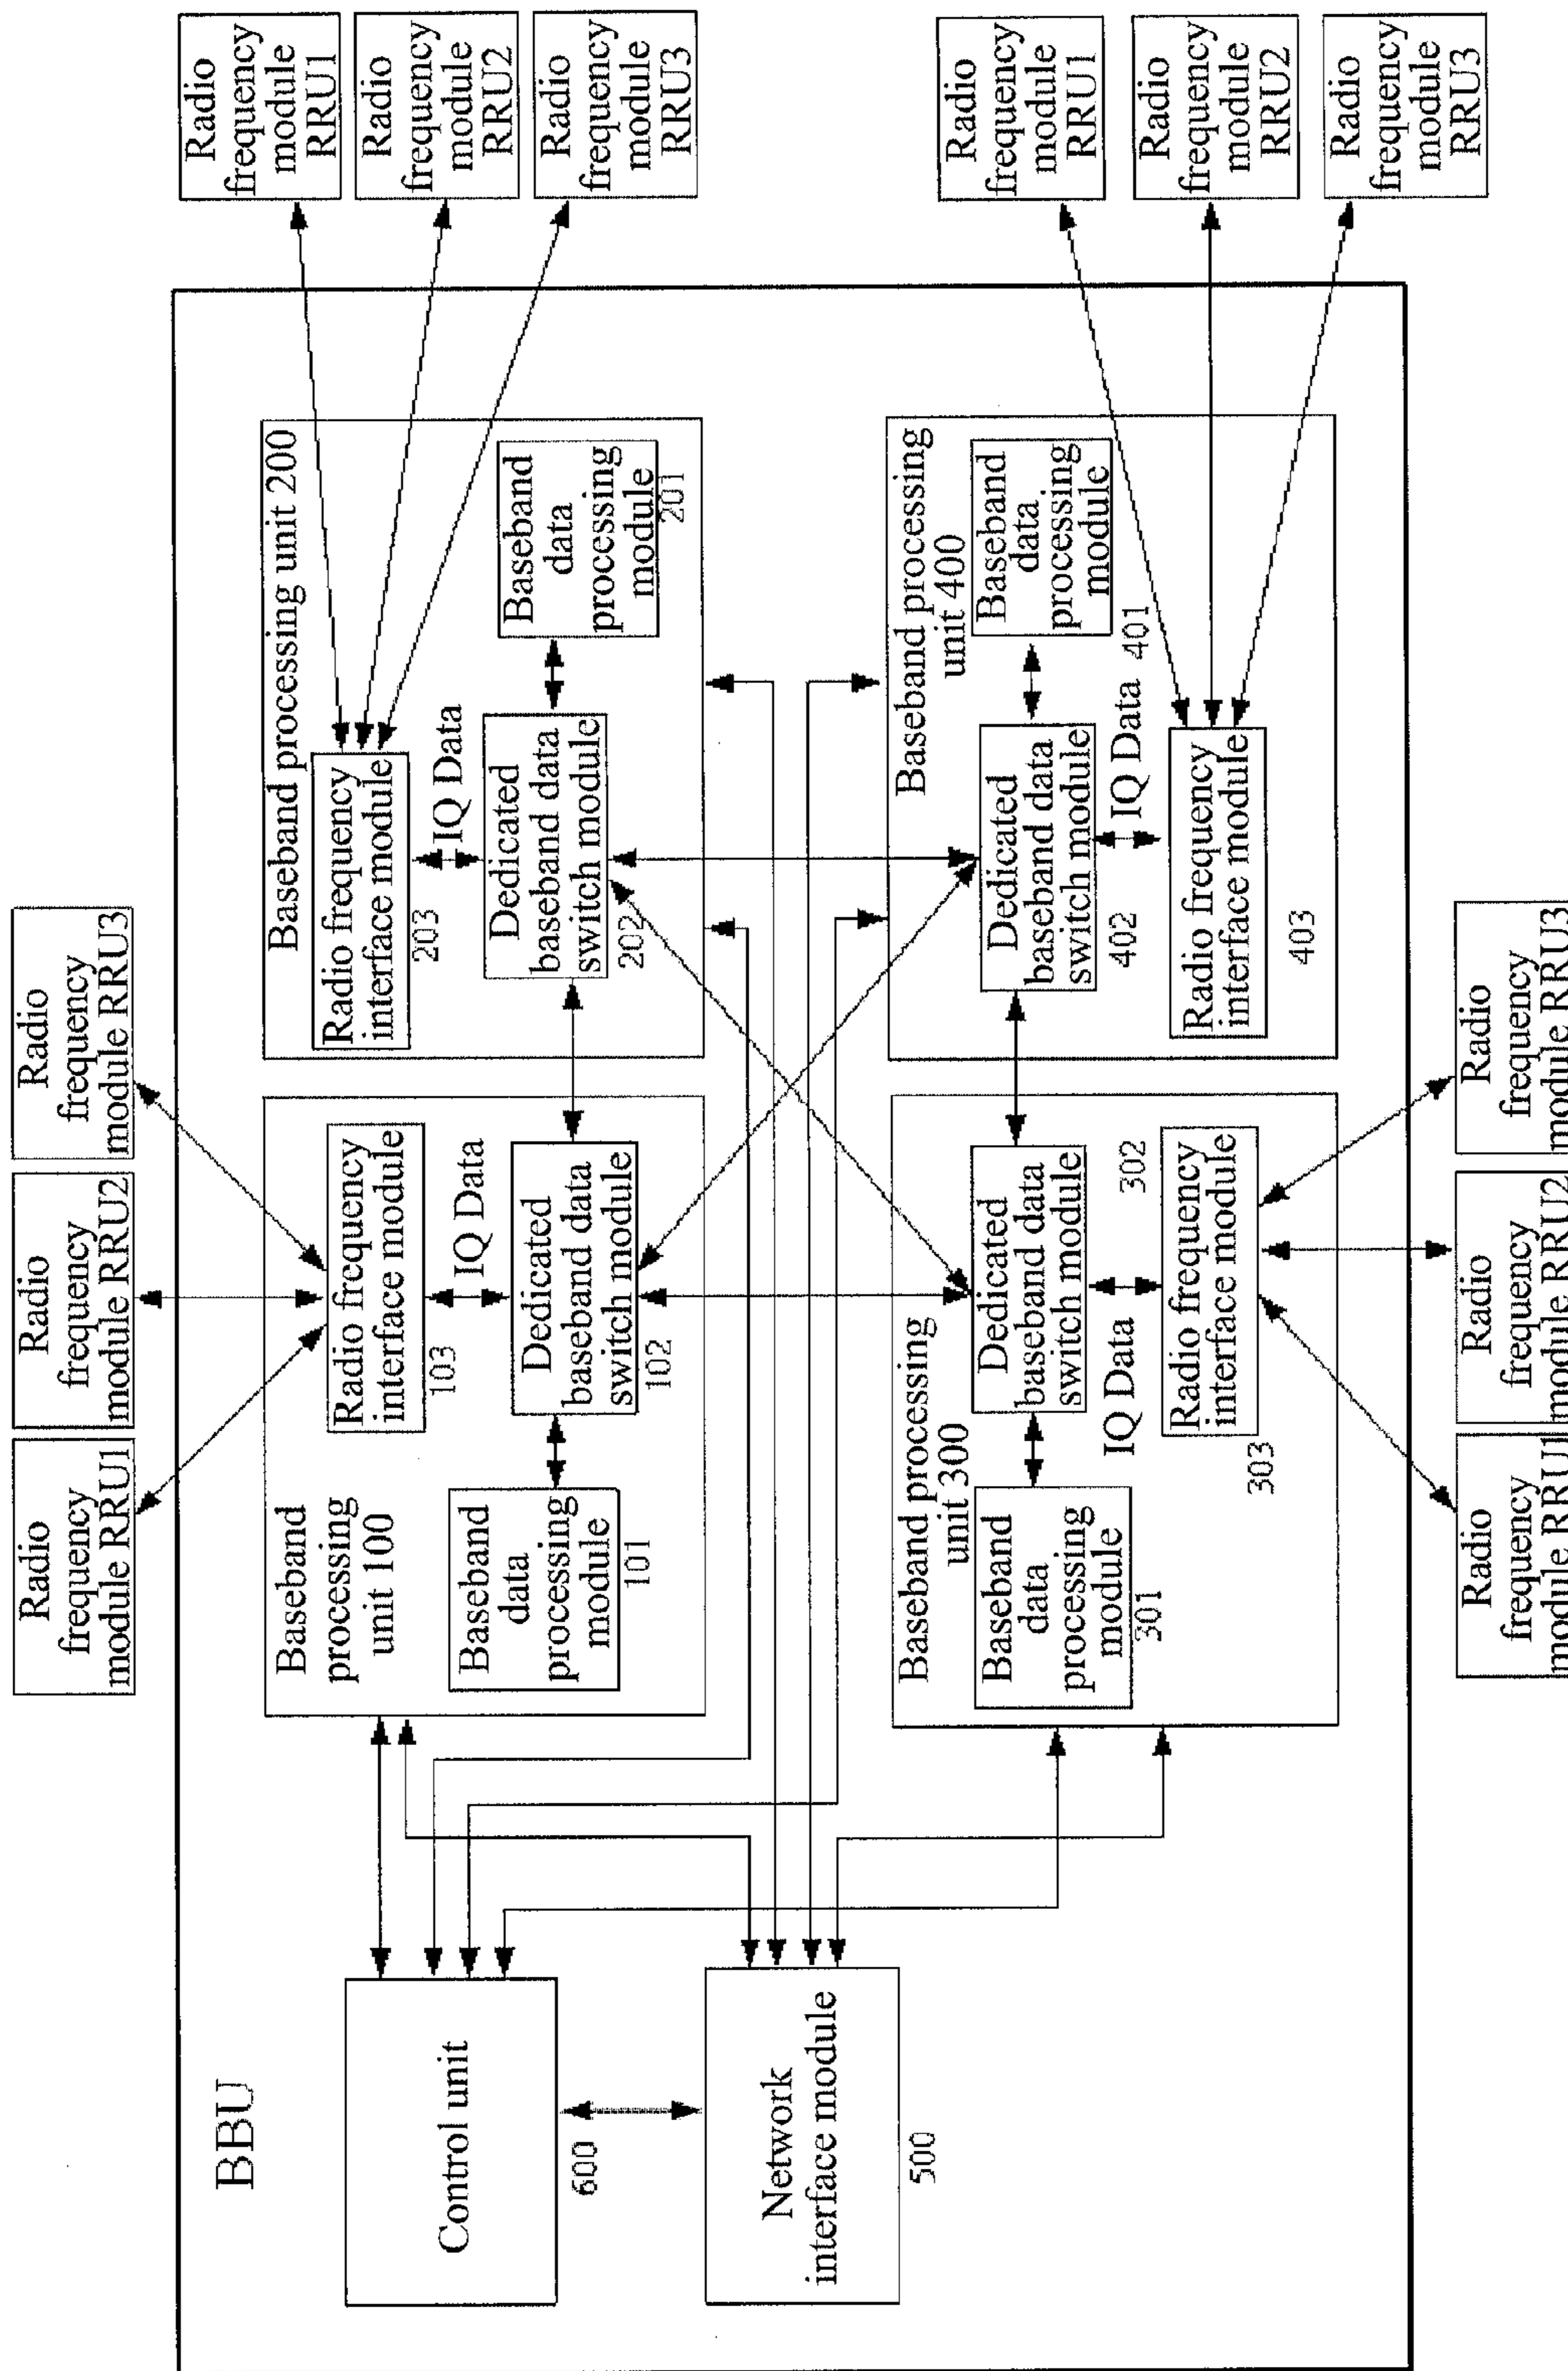 BBU
Control unit
600
Network
interface module
500
Radio
frequency
module RRU1
Radio
frequency
module RRU2
Radio
frequency
module RRU3
Baseband
processing
unit 100
Radio frequency
interface module
103
IQ Data
Baseband
data
processing
module
101
Dedicated
baseband data
switch module
102
Baseband processing unit 200
Radio frequency
interface module
203
IQ Data
Dedicated
baseband data
switch module
202
Baseband
data
processing
module
201
Radio
frequency
module
RRU1
Radio
frequency
module
RRU2
Radio
frequency
module
RRU3
Baseband processing
unit 300
Baseband
data
processing
module
301
Dedicated
baseband data
switch module
302
IQ Data
Radio frequency
interface module
303
Baseband processing
unit 400
Dedicated
baseband data
switch module
402
Baseband
data
processing
module
401
IQ Data
Radio frequency
interface module
403
Radio
frequency
module
RRU1
Radio
frequency
module
RRU2
Radio
frequency
module
RRU3
Radio
frequency
module RRU1
Radio
frequency
module RRU2
Radio
frequency
module RRU3